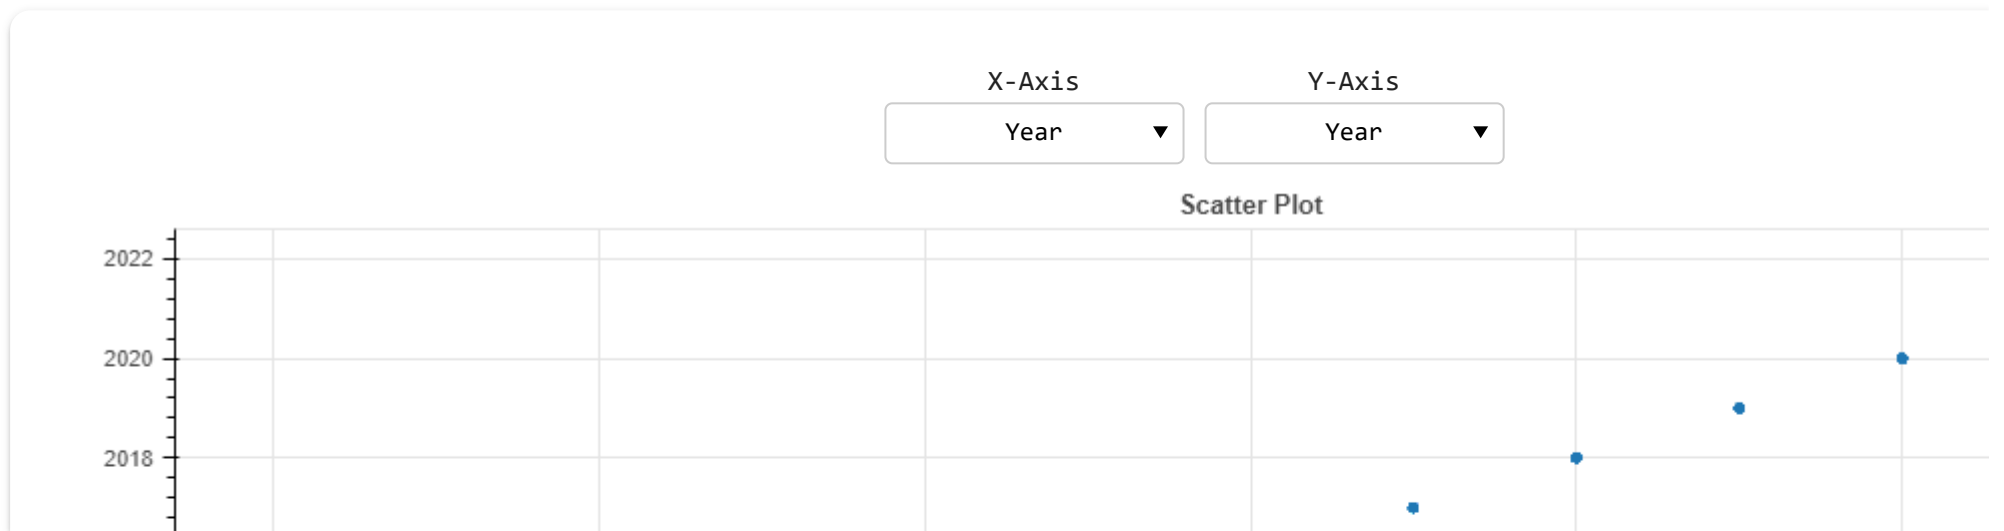 X-Axis Y-Axis
Year Year
Scatter Plot
2022
2020
2018